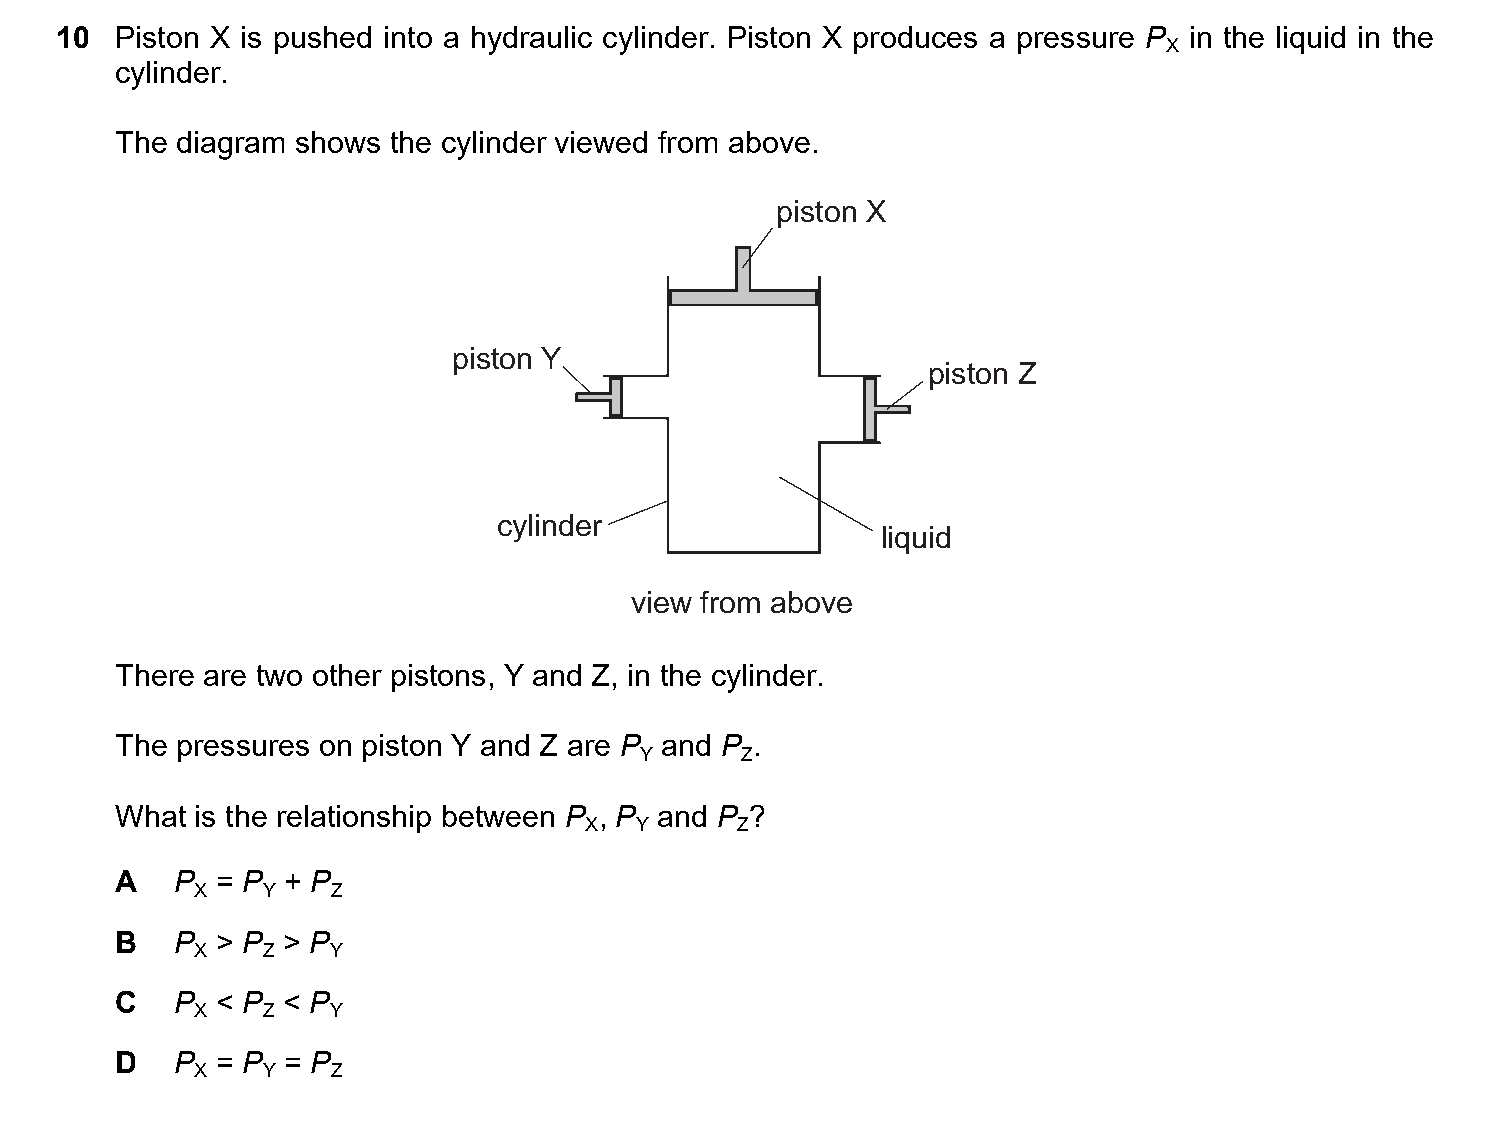 10 Piston X is pushed into a hydraulic cylinder. Piston X produces a pressure PX in the liquid in the
cylinder.
The diagram shows the cylinder viewed from above.
piston X
piston Y
piston Z
cylinder
liquid
view from above
There are two other pistons, Y and Z, in the cylinder.
The pressures on piston Y and Z are PY and PZ.
What is the relationship between PX, PY and PZ?
A PX = PY + PZ
B PX > PZ > PY
C PX < PZ < PY
D PX = PY = PZ